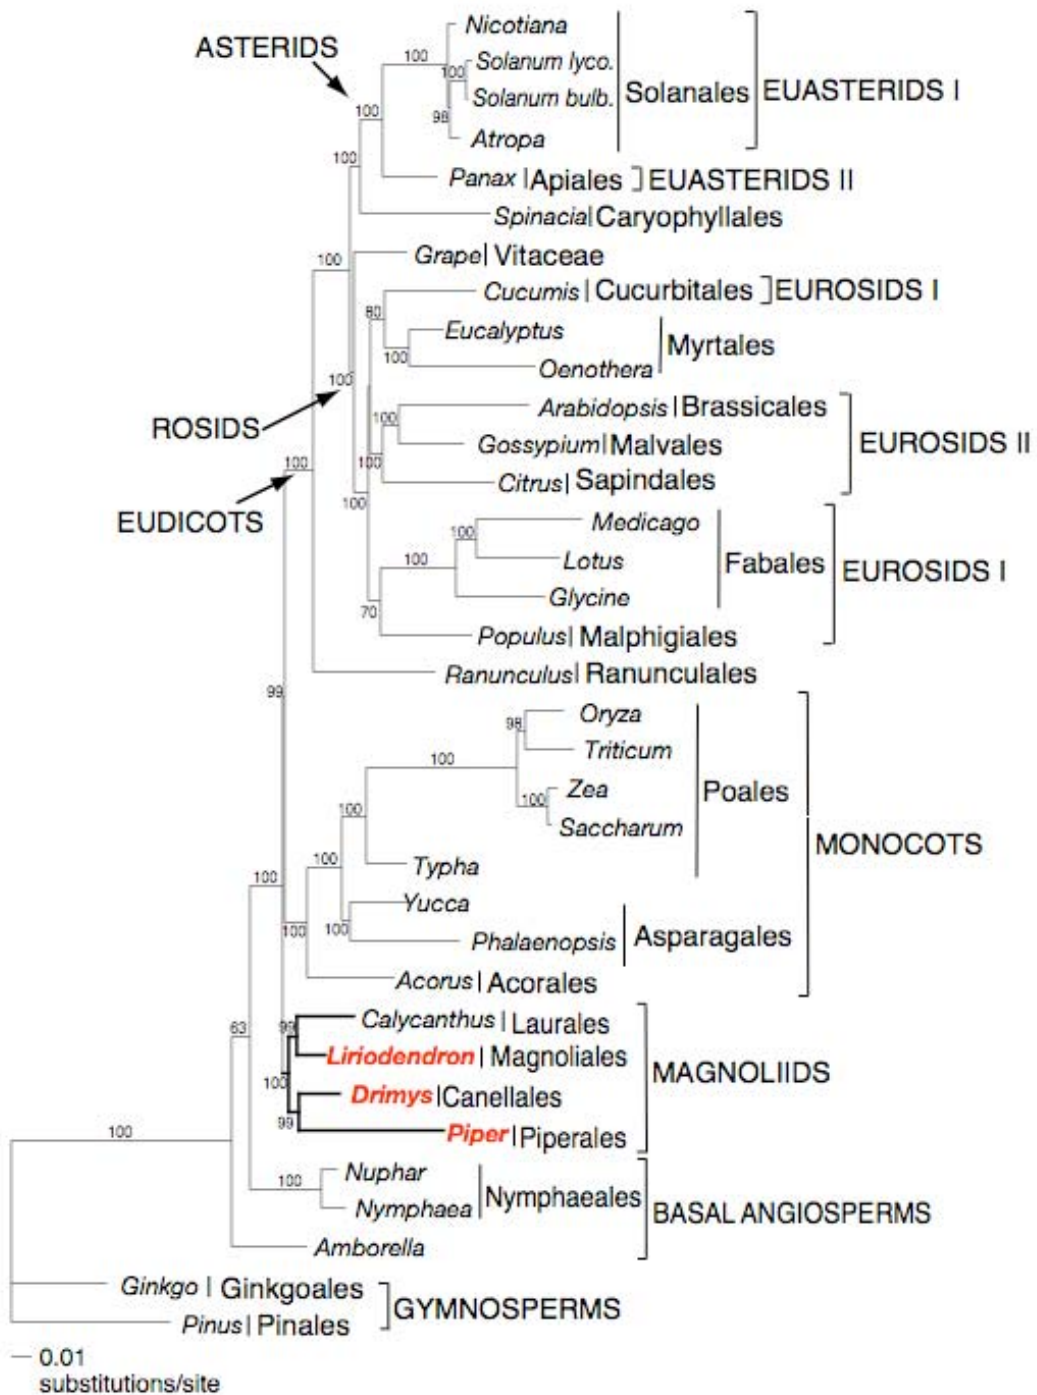 Nicotiana
ASTERIDS
100
Solanum lyco.
100
Solanum bulb.
Solanales
EUASTERIDS I
98
100
Atropa
100
Panax
Apiales
EUASTERIDS II
Spinacia
Caryophyllales
100
Grape
Vitaceae
Cucumis
Cucurbitales
EUROSIDS I
80
Eucalyptus
Myrtales
100
Oenothera
100
ROSIDS
Arabidopsis
Brassicales
100
Gossypium
Malvales
EUROSIDS II
100
100
Citrus
Sapindales
100
EUDICOTS
Medicago
100
Lotus
Fabales
100
EUROSIDS I
Glycine
70
Populus
Malphigiales
Ranunculus
Ranunculales
99
Oryza
98
Triticum
100
Zea
Poales
100
Saccharum
100
MONOCOTS
100
Typha
100
Yucca
100
100
Phalaenopsis
Asparagales
Acorus
Acorales
Calycanthus
Laurales
63
99
Liriodendron
Magnoliales
MAGNOLIIDS
100
Drimys
Canellales
99
Piper
Piperales
100
Nuphar
100
Nymphaea
Nymphaeales
BASAL ANGIOSPERMS
Amborella
Ginkgo
Ginkgoales
GYMNOSPERMS
Pinus
Pinales
0.01
substitutions/site